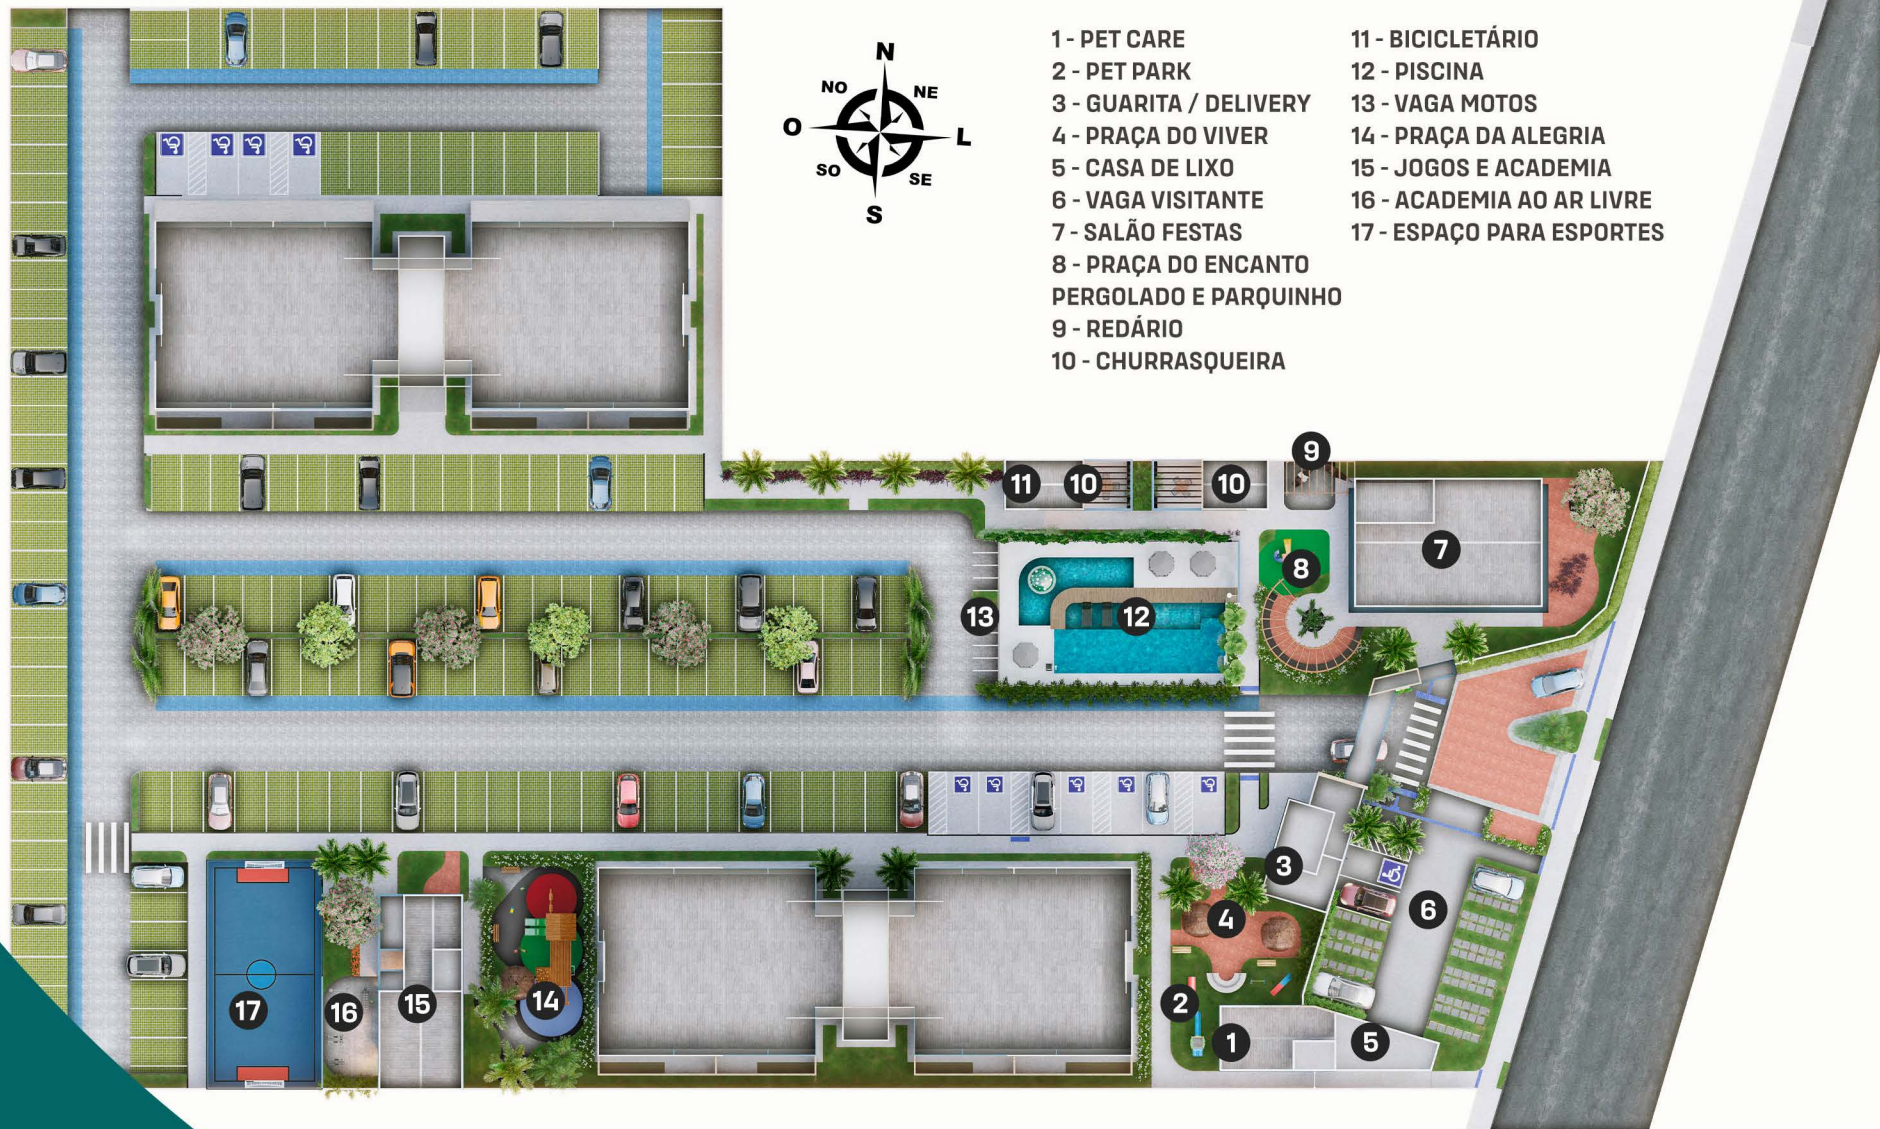 N
NO
NE
O
L
SO
SE
S
1 - PET CARE
2 - PET PARK
3 - GUARITA / DELIVERY
4 - PRAÇA DO VIVER
5 - CASA DE LIXO
6 - VAGA VISITANTE
7 - SALÃO FESTAS
8 - PRAÇA DO ENCANTO
PERGOLADO E PARQUINHO
9 - REDÁRIO
10 - CHURRASQUEIRA
11 - BICICLETÁRIO
12 - PISCINA
13 - VAGA MOTOS
14 - PRAÇA DA ALEGRIA
15 - JOGOS E ACADEMIA
16 - ACADEMIA AO AR LIVRE
17 - ESPAÇO PARA ESPORTES
9
11
10
10
7
8
13
12
3
6
4
14
15
16
17
2
1
5